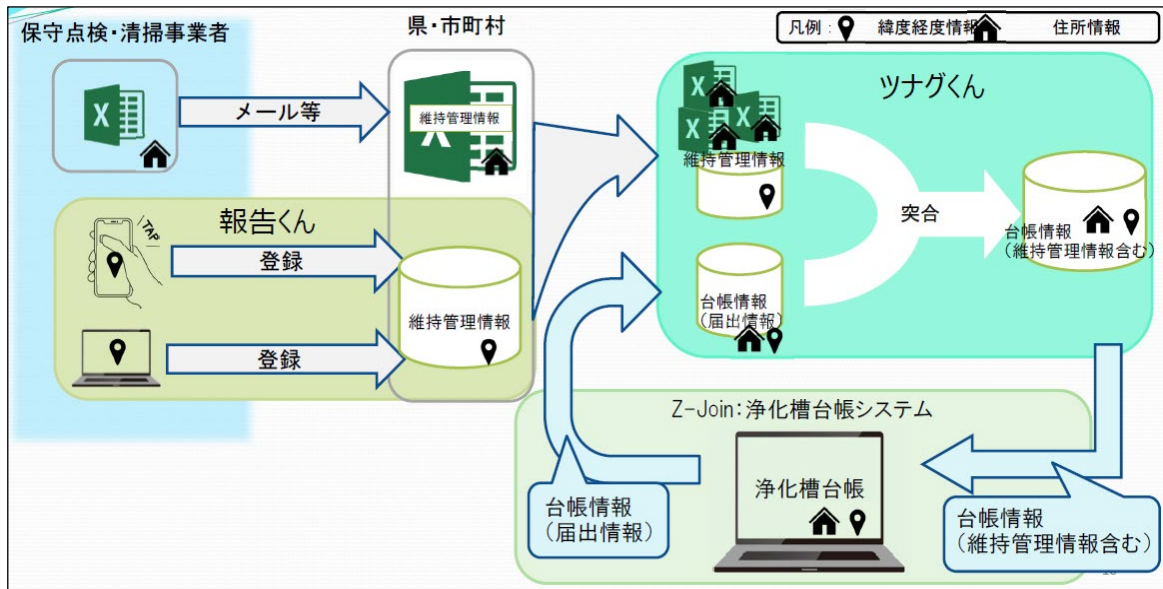 保守点検・清掃事業者
県・市町村
凡例：
緯度経度情報
住所情報
X
メール等
X
維持管理情報
報告くん
TAP
登録
登録
維持管理情報
ツナグくん
X
X
X
維持管理情報
台帳情報
（届出情報）
突合
台帳情報
（維持管理情報含む）
Z-Join：浄化槽台帳システム
浄化槽台帳
台帳情報
（届出情報）
台帳情報
（維持管理情報含む）